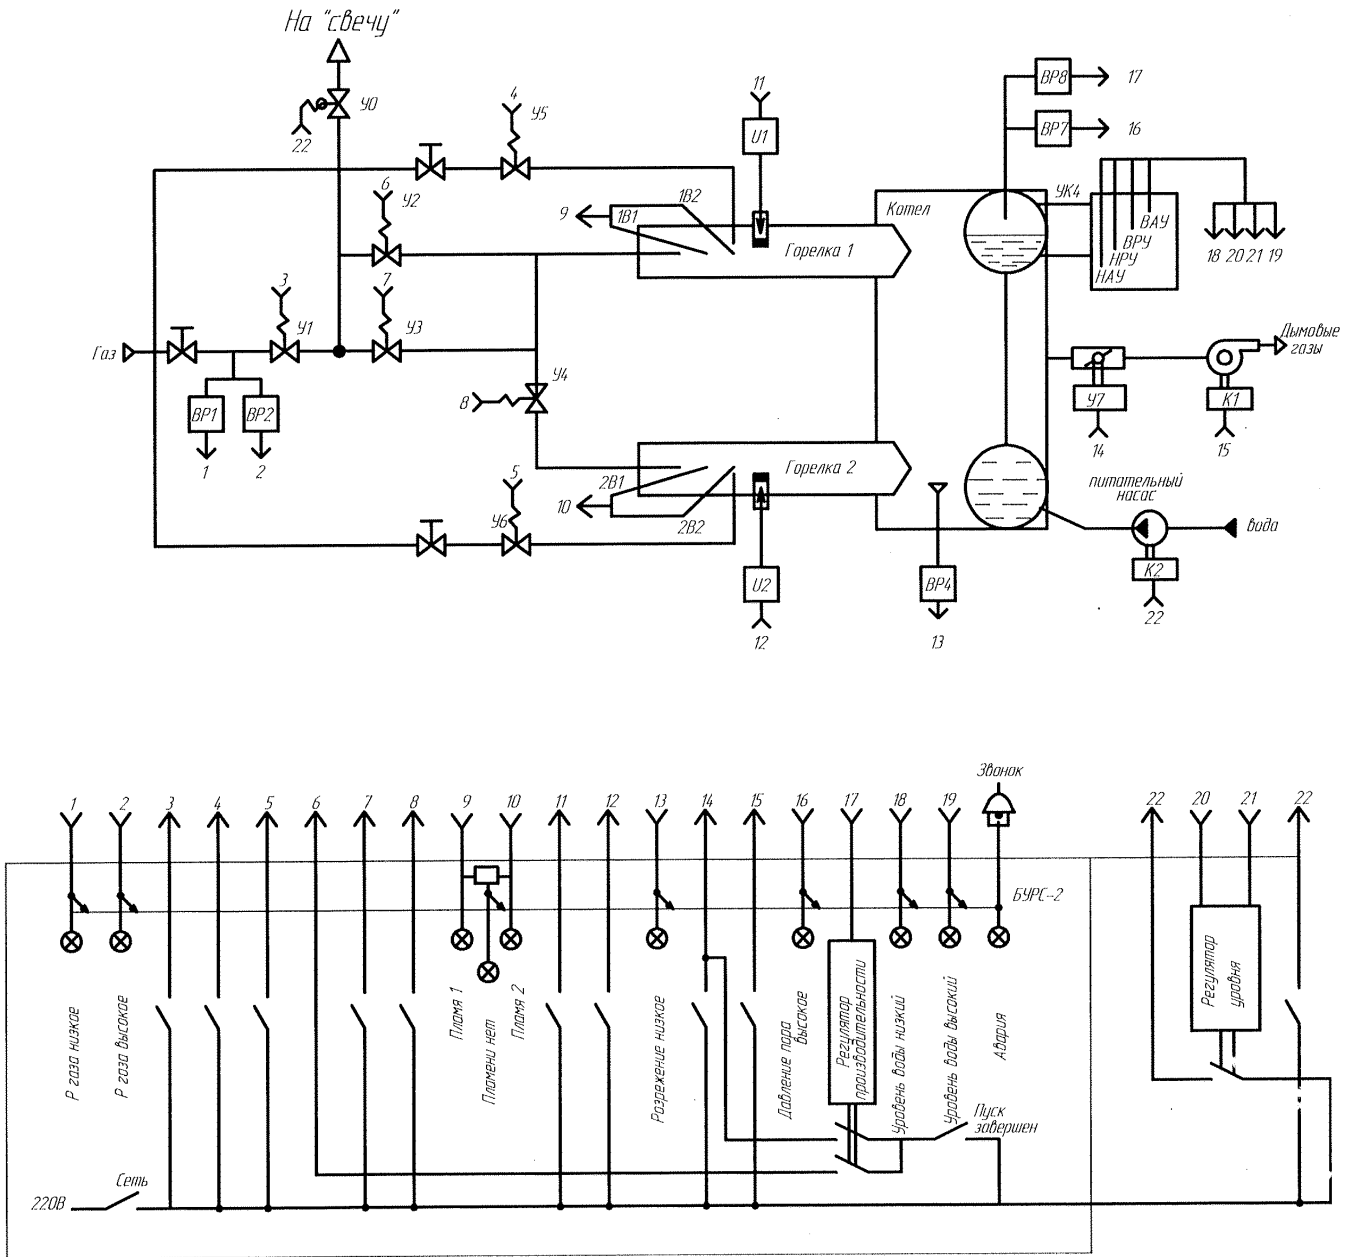 На "свечу"
У0
22
4
У5
11
U1
ВР8
17
ВР7
16
6
У2
9
1В1
1В2
Котел
УК4
ВАУ
ВРУ
НРУ
НАУ
18
20
21
19
Горелка 1
3
У1
7
У3
Газ
ВР1
ВР2
1
2
У4
8
Дымовые
газы
У7
14
К1
15
Горелка 2
5
У6
10
2В1
2В2
питательный
насас
вода
К2
22
U2
12
ВР4
13
Звонок
1
2
3
4
5
6
7
8
9
10
11
12
13
14
15
16
17
18
19
22
20
21
22
БУРС-2
Р газа низкое
Р газа высокое
Пламя 1
Пламени нет
Пламя 2
Розрежение низкое
Давление пара
высокое
Регулятор
производительности
Уровень воды низкий
Уровень воды высокий
Авария
Регулятор
уровня
Пуск
завершен
Сеть
220В